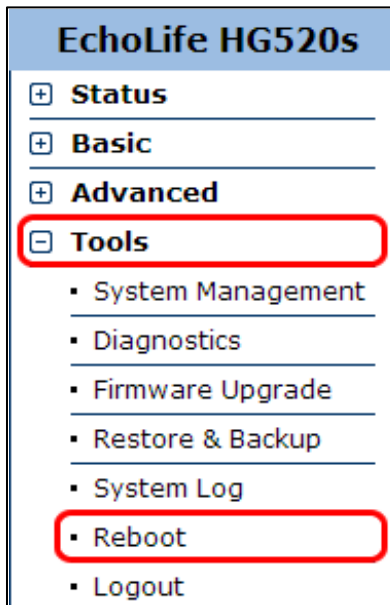 EchoLife HG520s
Status
Basic
Advanced
Tools
System Management
Diagnostics
Firmware Upgrade
Restore & Backup
System Log
Reboot
Logout